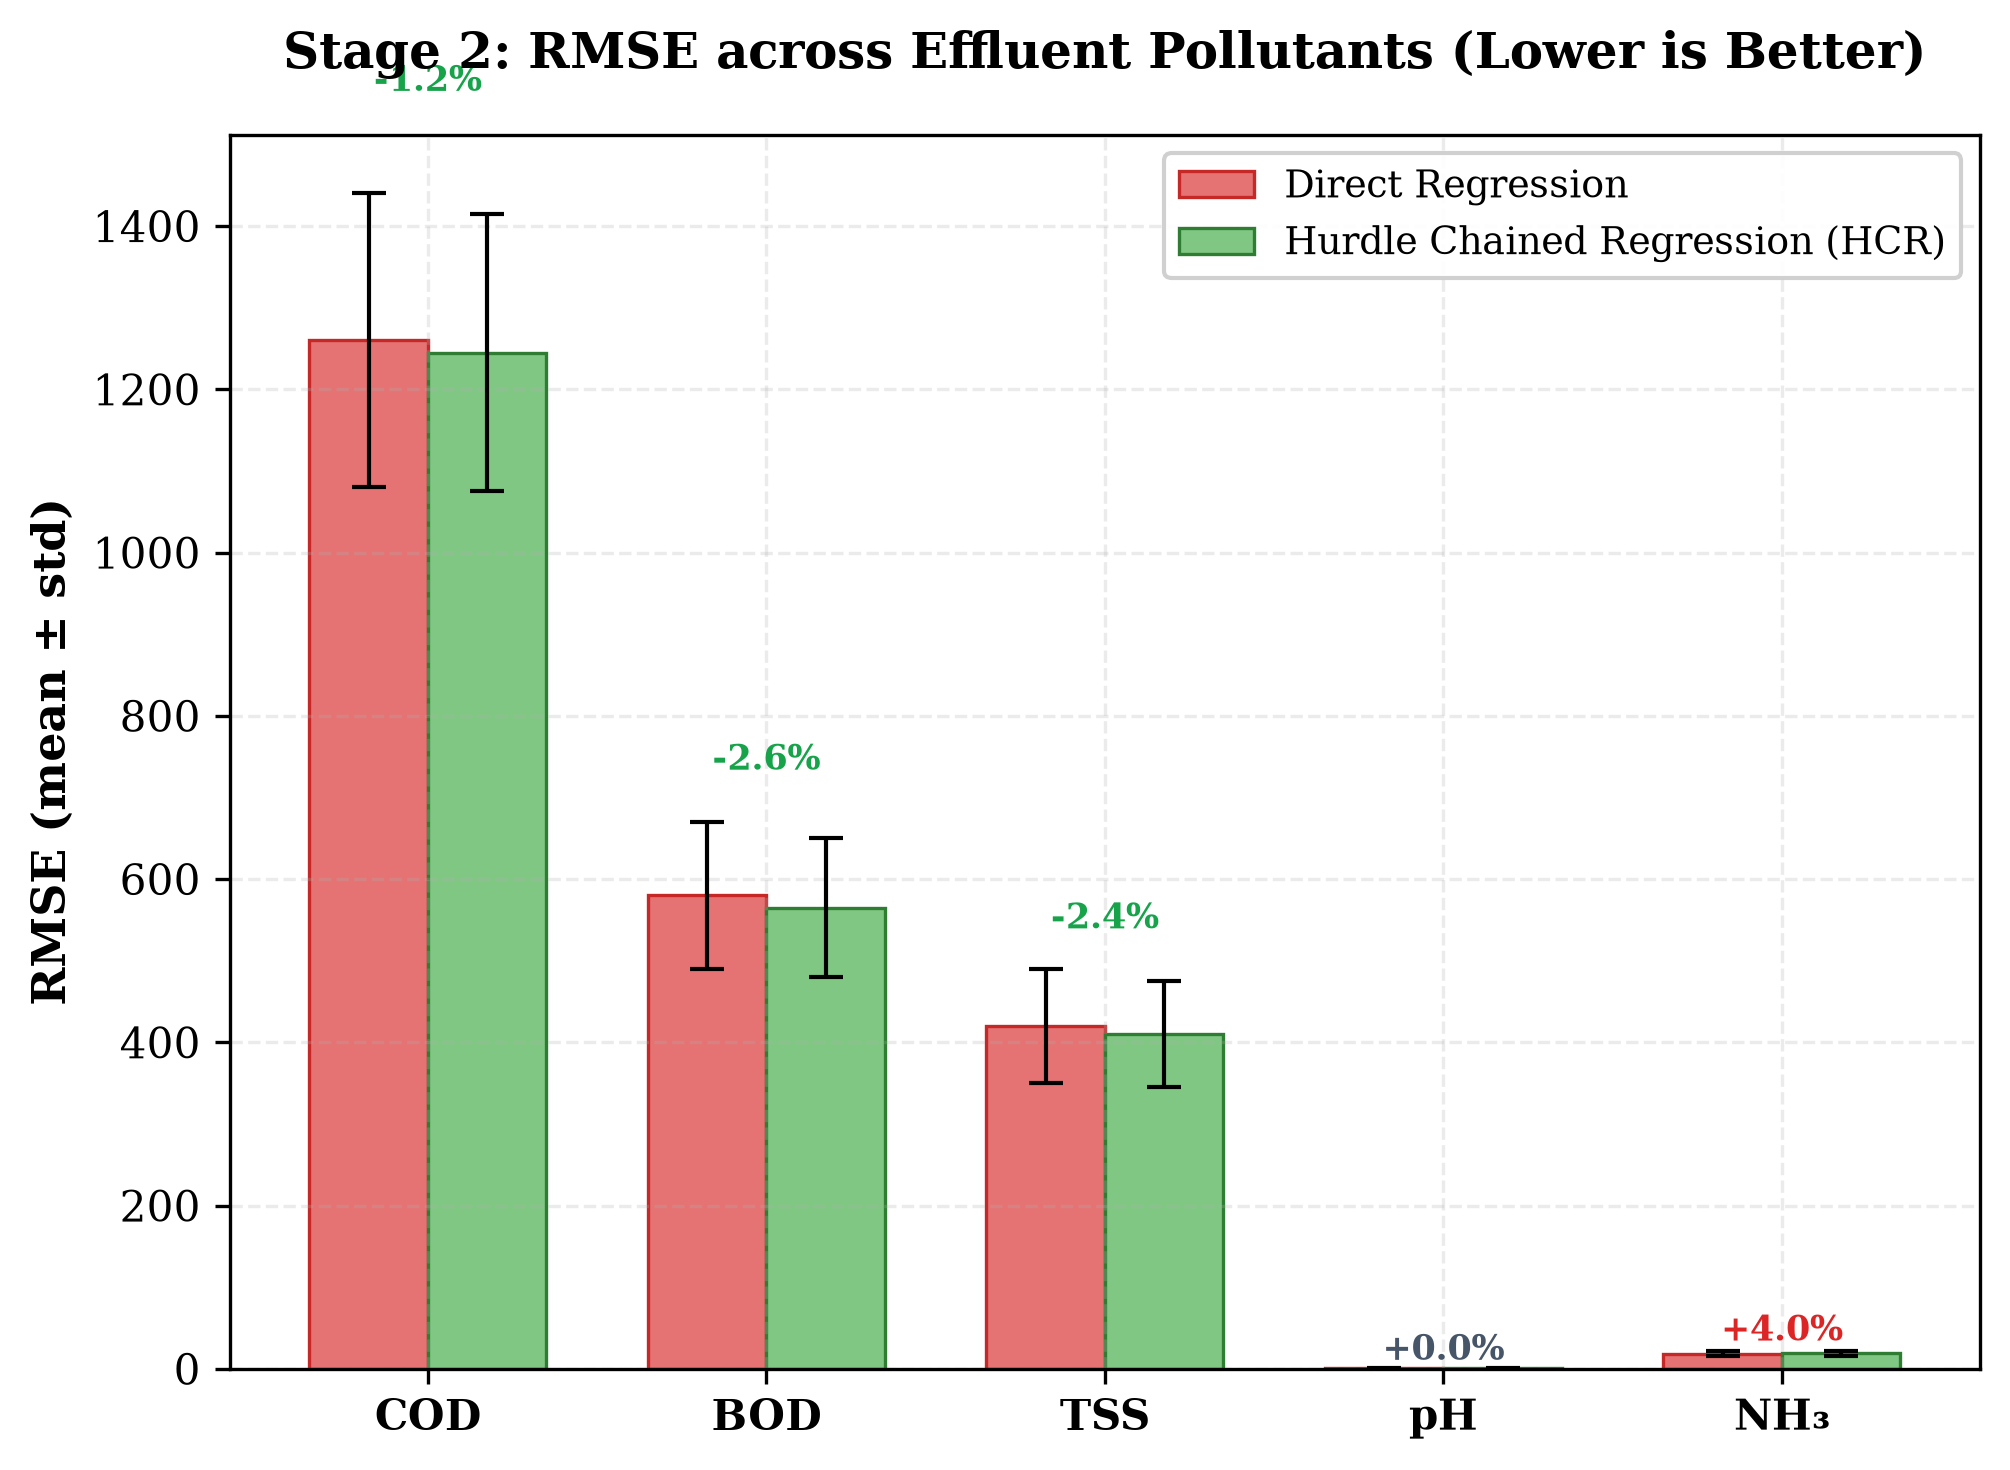 Stage 2: RMSE across Effluent Pollutants (Lower is Better)
-1.2%
Direct Regression
Hurdle Chained Regression (HCR)
RMSE (mean ± std)
1400
1200
1000
800
600
400
200
0
-2.6%
-2.4%
+0.0%
+4.0%
COD
BOD
TSS
pH
NH₃